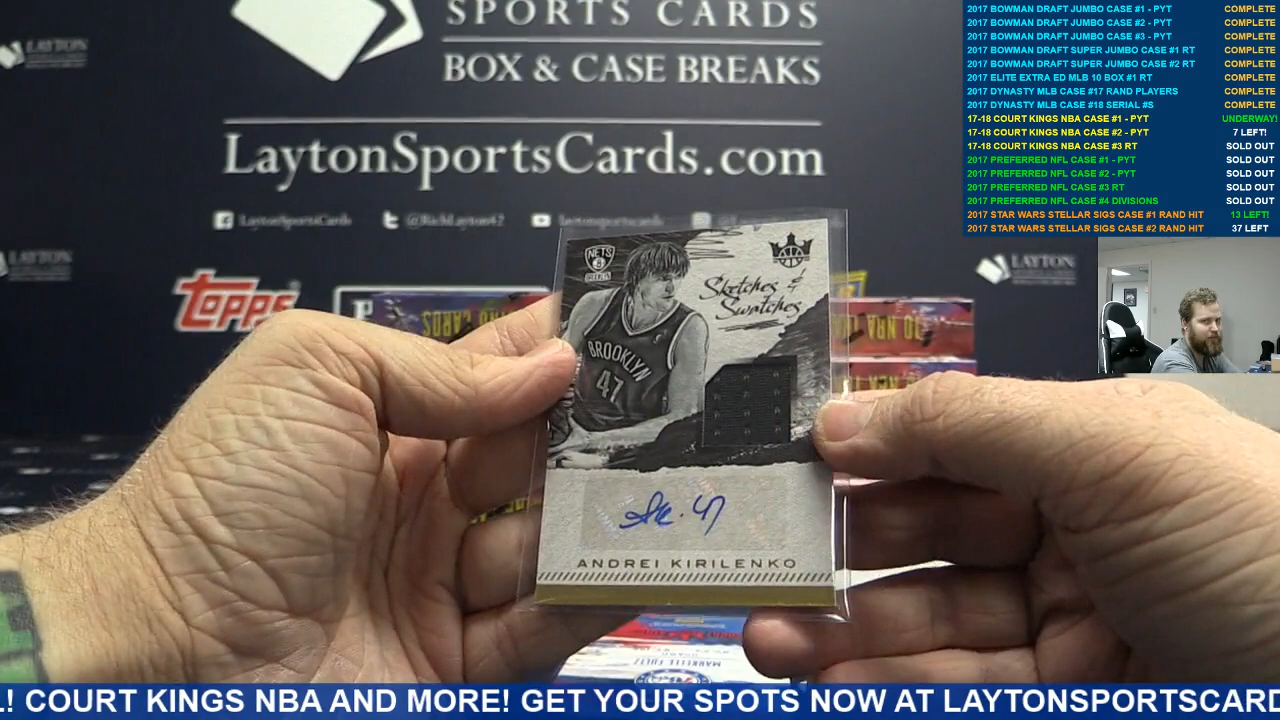 SPORTS CARDS
BOX & CASE BREAKS
LaytonSportsCards.com
LaytonSportsCards
@RichLayton42
laytonsportscards
LAYTON
LAYTON
LAYTON
topps
NETS
B
BROOKLYN
Sketches &
Swatches
BROOKLYN
47
ANDREI KIRILENKO
MARKELLE FULTZ
2017 BOWMAN DRAFT JUMBO CASE #1 - PYT COMPLETE
2017 BOWMAN DRAFT JUMBO CASE #2 - PYT COMPLETE
2017 BOWMAN DRAFT JUMBO CASE #3 - PYT COMPLETE
2017 BOWMAN DRAFT SUPER JUMBO CASE #1 RT COMPLETE
2017 BOWMAN DRAFT SUPER JUMBO CASE #2 RT COMPLETE
2017 ELITE EXTRA ED MLB 10 BOX #1 RT COMPLETE
2017 DYNASTY MLB CASE #17 RAND PLAYERS COMPLETE
2017 DYNASTY MLB CASE #18 SERIAL #S COMPLETE
17-18 COURT KINGS NBA CASE #1 - PYT UNDERWAY!
17-18 COURT KINGS NBA CASE #2 - PYT 7 LEFT!
17-18 COURT KINGS NBA CASE #3 RT SOLD OUT
2017 PREFERRED NFL CASE #1 - PYT SOLD OUT
2017 PREFERRED NFL CASE #2 - PYT SOLD OUT
2017 PREFERRED NFL CASE #3 RT SOLD OUT
2017 PREFERRED NFL CASE #4 DIVISIONS SOLD OUT
2017 STAR WARS STELLAR SIGS CASE #1 RAND HIT 13 LEFT!
2017 STAR WARS STELLAR SIGS CASE #2 RAND HIT 37 LEFT
L! COURT KINGS NBA AND MORE! GET YOUR SPOTS NOW AT LAYTONSPORTSCARD